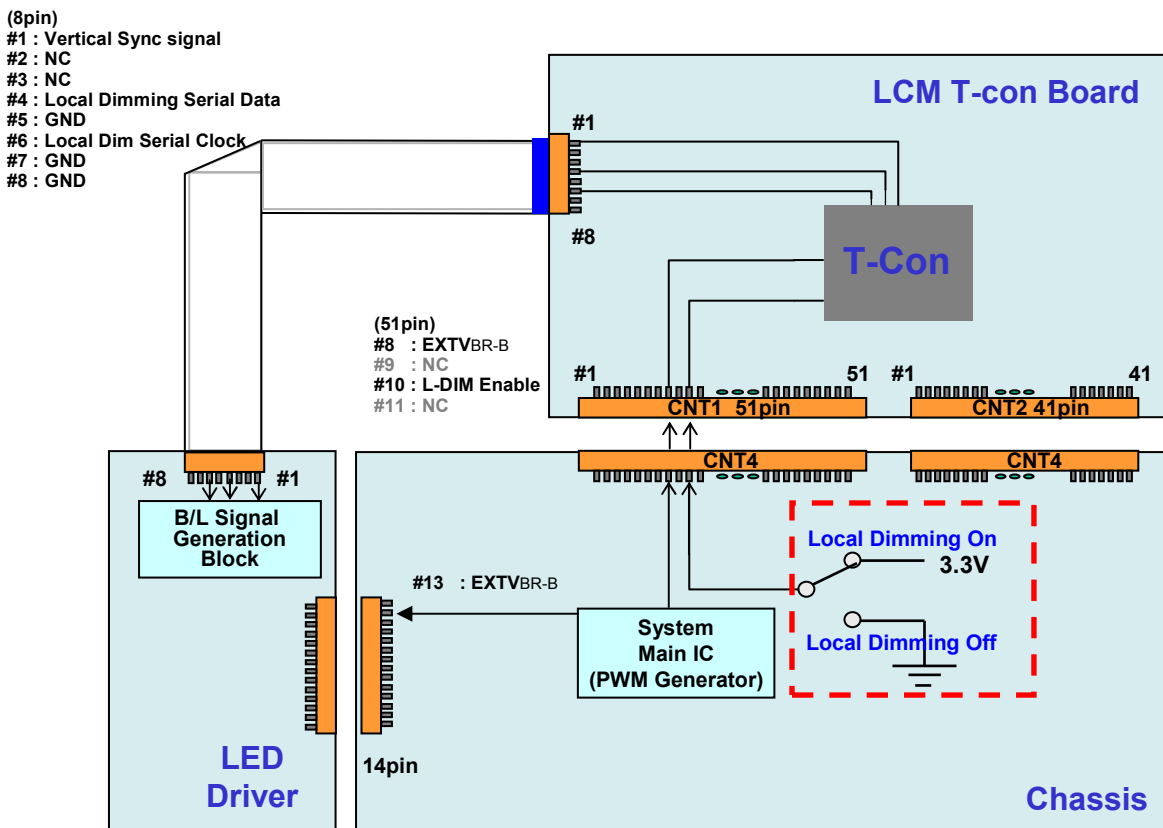 (8pin)
#1 : Vertical Sync signal
#2 : NC
#3 : NC
#4 : Local Dimming Serial Data
#5 : GND
#6 : Local Dim Serial Clock
#7 : GND
#8 : GND
LCM T-con Board
#1
#8
T-Con
(51pin)
#8 : EXTVBR-B
#9 : NC
#10 : L-DIM Enable
#11 : NC
#1
51
#1
41
CNT1 51pin
CNT2 41pin
CNT4
CNT4
#8
#1
B/L Signal
Generation
Block
Local Dimming On
3.3V
#13 : EXTVBR-B
System
Main IC
(PWM Generator)
Local Dimming Off
LED
Driver
14pin
Chassis